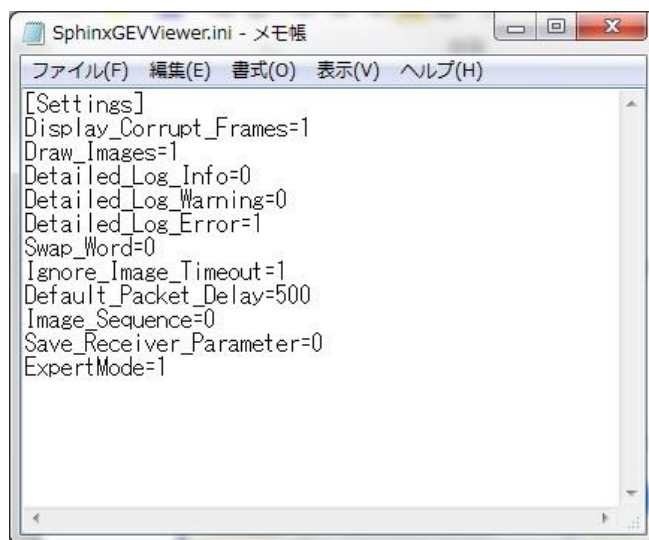 SphinxGEVViewer.ini - メモ帳
ファイル(F) 編集(E) 書式(O) 表示(V) ヘルプ(H)
[Settings]
Display_Corrupt_Frames=1
Draw_Images=1
Detailed_Log_Info=0
Detailed_Log_Warning=0
Detailed_Log_Error=1
Swap_Word=0
Ignore_Image_Timeout=1
Default_Packet_Delay=500
Image_Sequence=0
Save_Receiver_Parameter=0
ExpertMode=1